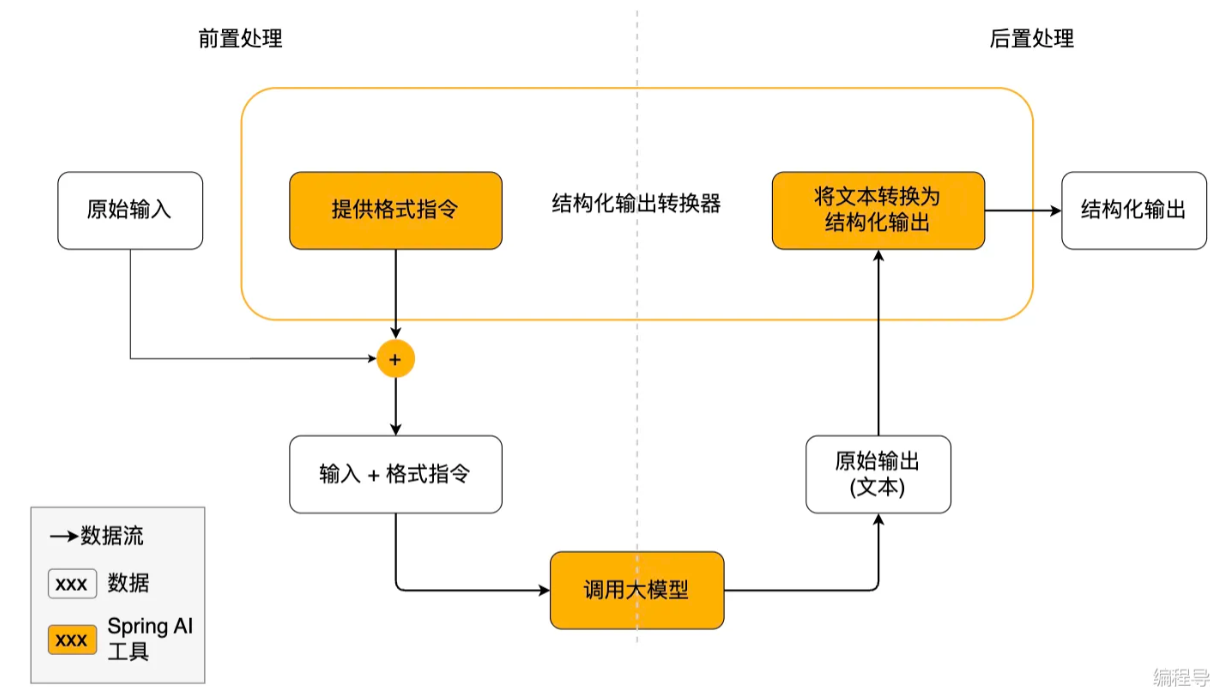 前置处理
后置处理
原始输入
提供格式指令
结构化输出转换器
将文本转换为
结构化输出
结构化输出
+
输入 + 格式指令
原始输出
(文本)
调用大模型
数据流
xxx 数据
xxx Spring AI
工具
编程导